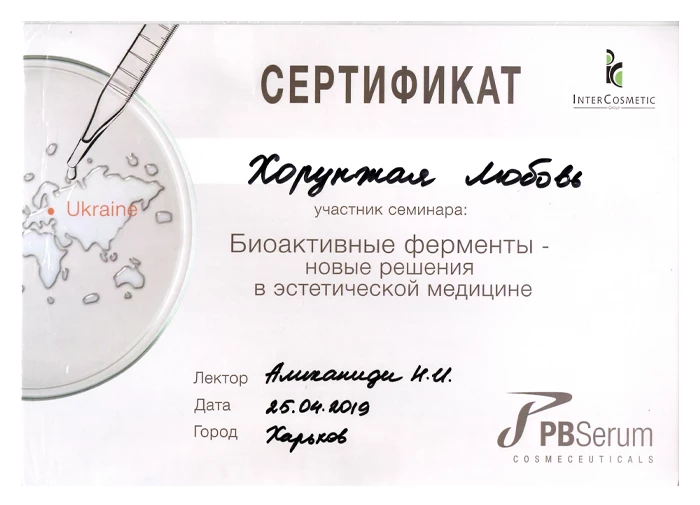 СЕРТИФИКАТ
INTERCOSMETIC
GROUP
Хорунжая Любовь
участник семинара:
Ukraine
Биоактивные ферменты -
новые решения
в эстетической медицине
Лектор Аликаниди Н.И.
Дата 25.04.2019
Город Харьков
PBSerum
COSMECEUTICALS